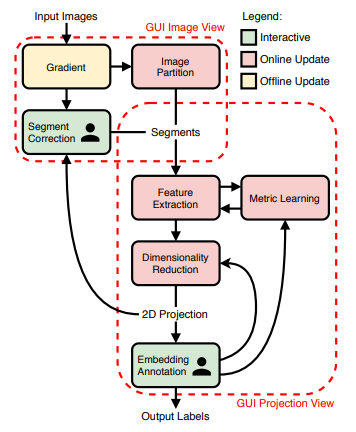 Input Images
GUI Image View
Legend:
Interactive
Online Update
Offline Update
Gradient
Image
Partition
Segment
Correction
Segments
Feature
Extraction
Metric Learning
Dimensionality
Reduction
2D Projection
Embedding
Annotation
GUI Projection View
Output Labels